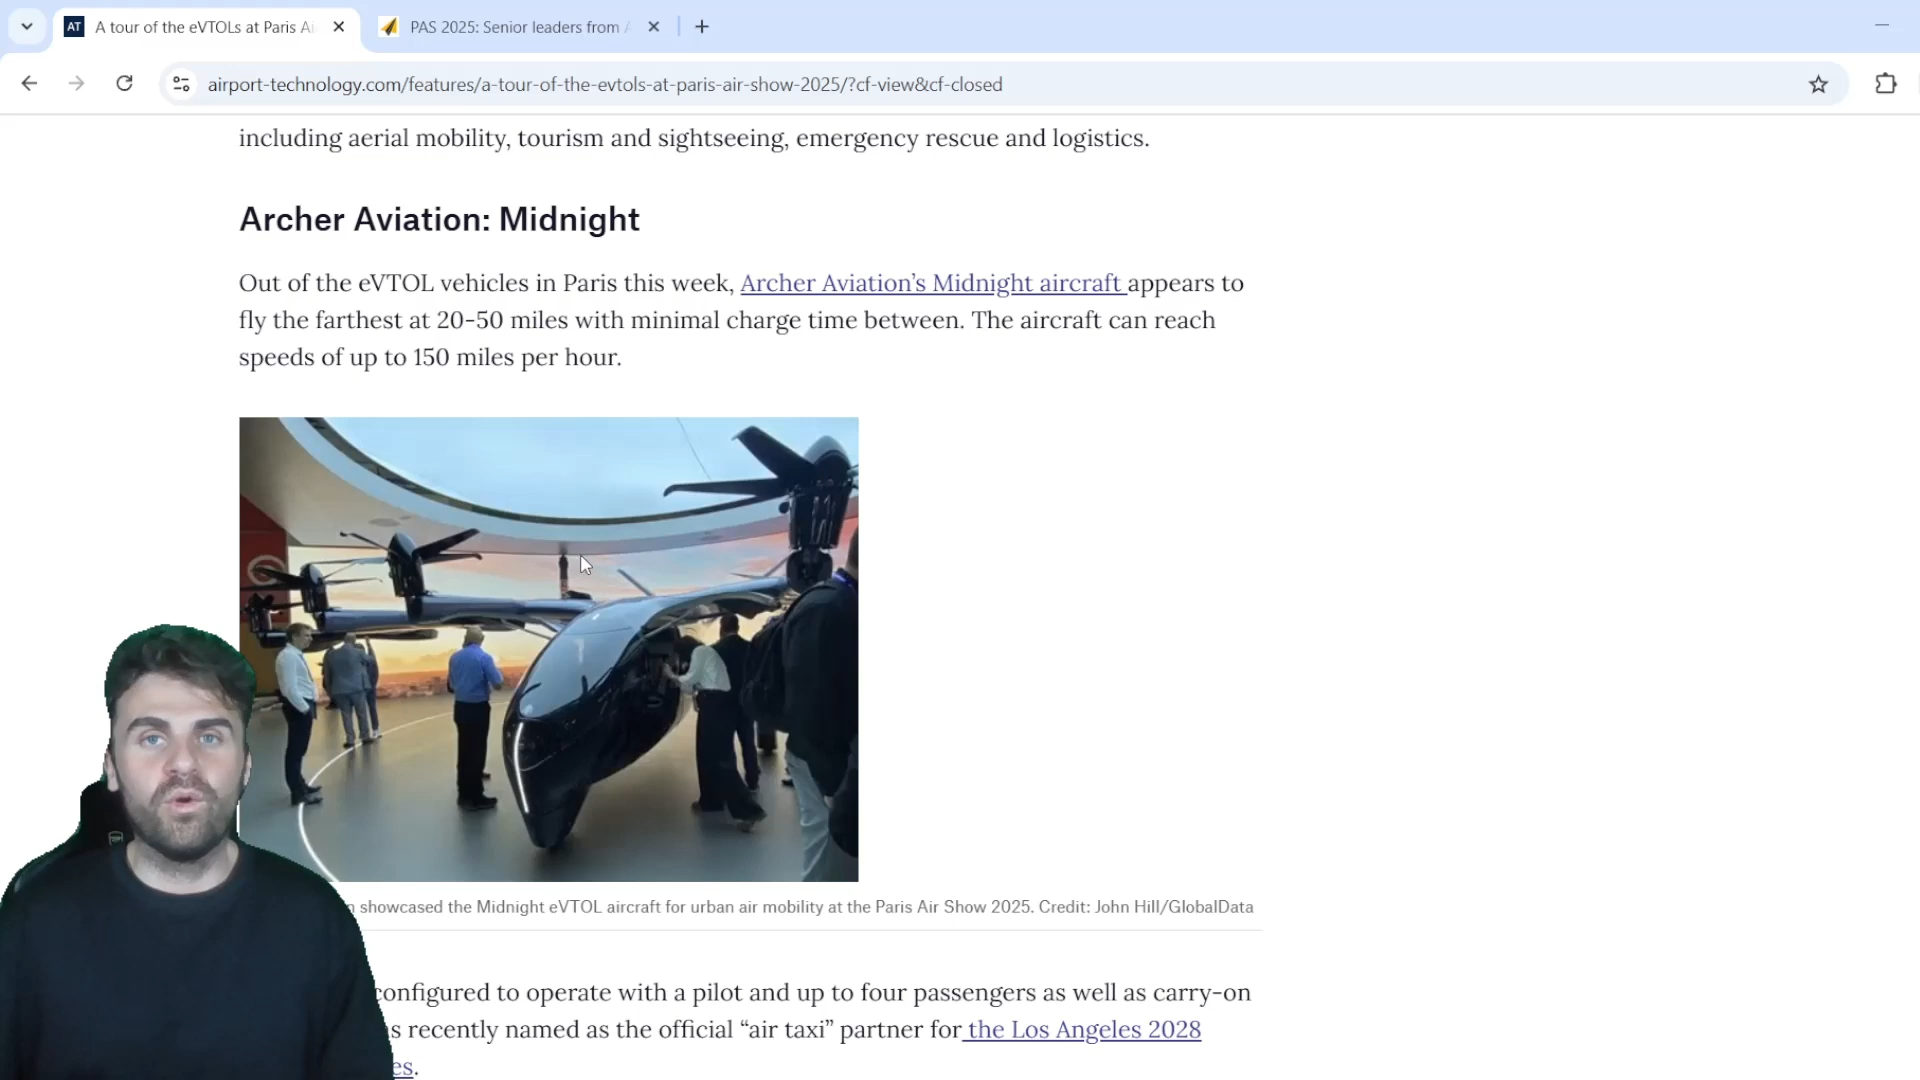 AT
A tour of the eVTOLs at Paris Ai
PAS 2025: Senior leaders from A
airport-technology.com/features/a-tour-of-the-evtols-at-paris-air-show-2025/?cf-view&cf-closed
including aerial mobility, tourism and sightseeing, emergency rescue and logistics.
Archer Aviation: Midnight
Out of the eVTOL vehicles in Paris this week, Archer Aviation’s Midnight aircraft appears to
fly the farthest at 20-50 miles with minimal charge time between. The aircraft can reach
speeds of up to 150 miles per hour.
n showcased the Midnight eVTOL aircraft for urban air mobility at the Paris Air Show 2025. Credit: John Hill/GlobalData
configured to operate with a pilot and up to four passengers as well as carry-on
s recently named as the official “air taxi” partner for the Los Angeles 2028
es.